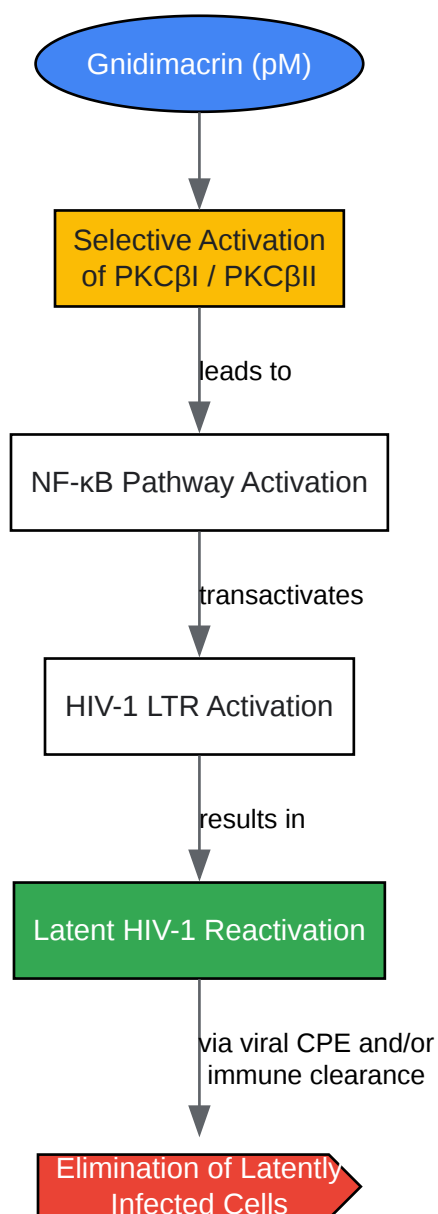 Gnidimacrin (pM)
Selective Activation
of PKCβI / PKCβII
leads to
NF-κB Pathway Activation
transactivates
HIV-1 LTR Activation
results in
Latent HIV-1 Reactivation
via viral CPE and/or
immune clearance
Elimination of Latently
Infected Cells